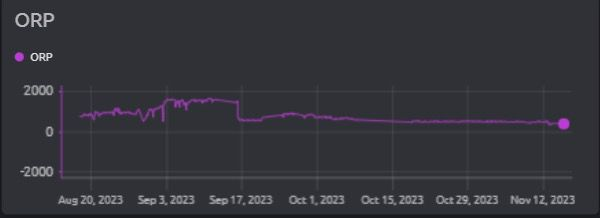 ORP
ORP
2000
0
-2000
Aug 20, 2023 Sep 3, 2023 Sep 17, 2023 Oct 1, 2023 Oct 15, 2023 Oct 29, 2023 Nov 12, 2023